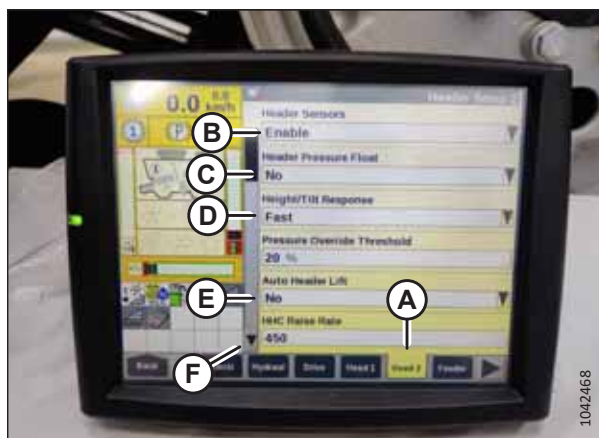 0.0 0.0
km/h
Header Setup 2
1 P
Header Sensors
B Enable
Header Pressure Float
C No
Height/Tilt Response
D Fast
Pressure Override Threshold
20 %
Auto Header Lift
E No
A
HHC Raise Rate
F 450
Back Hydraul Drive Head 1 Head 2 Feeder
1042468